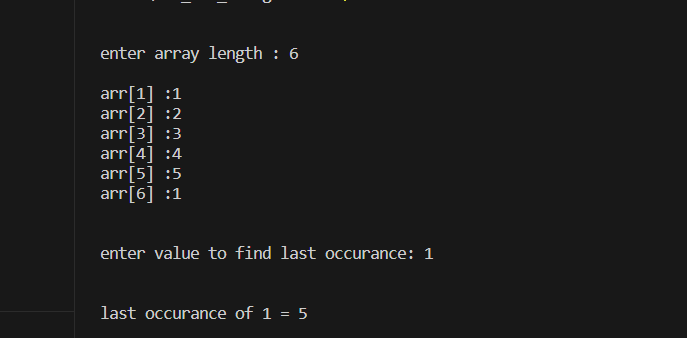 enter array length : 6
arr[1] :1
arr[2] :2
arr[3] :3
arr[4] :4
arr[5] :5
arr[6] :1
enter value to find last occurance: 1
last occurance of 1 = 5